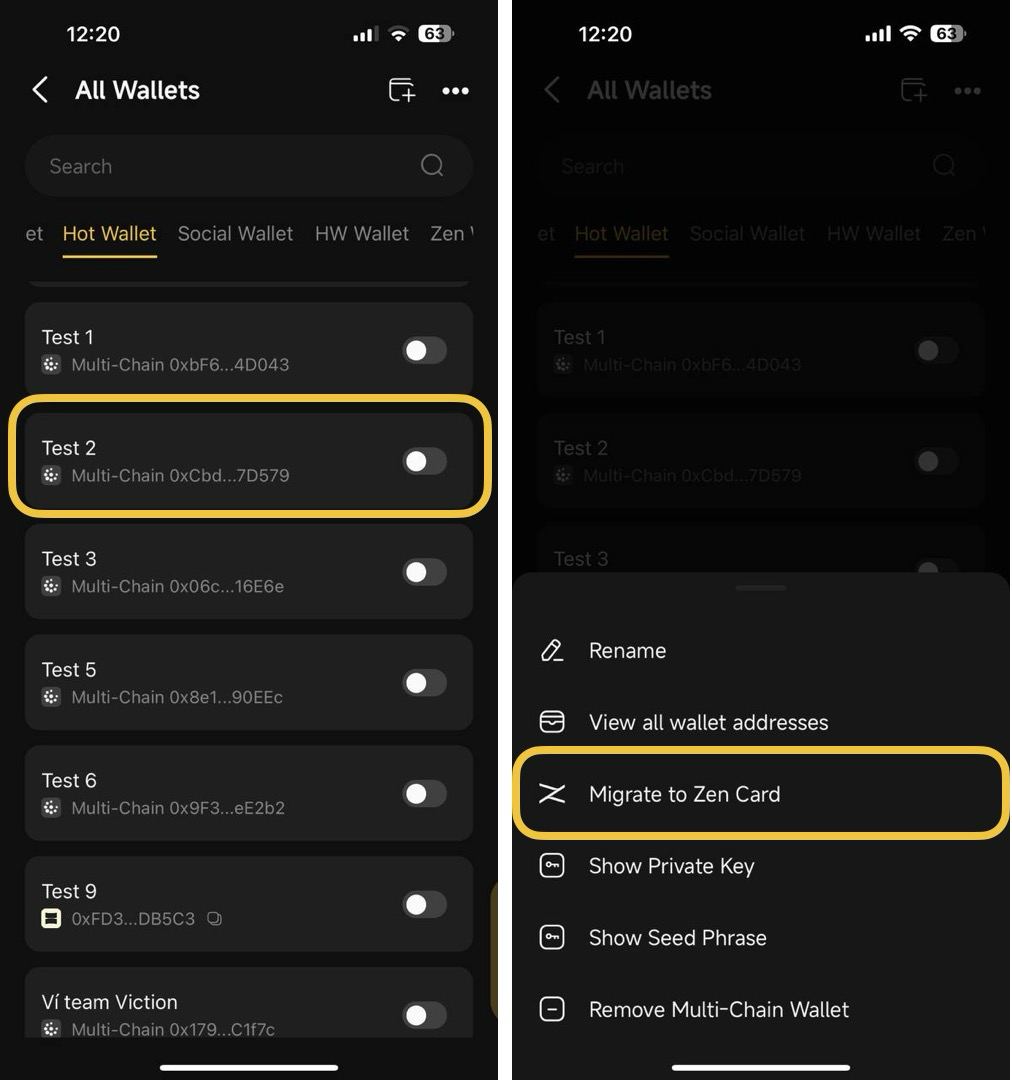 12:20
63
All Wallets
Search
et Hot Wallet Social Wallet HW Wallet Zen
Test 1
Multi-Chain 0xbF6...4D043
Test 2
Multi-Chain 0xCbd...7D579
Test 3
Multi-Chain 0x06c...16E6e
Test 5
Multi-Chain 0x8e1...90EEc
Test 6
Multi-Chain 0x9F3...eE2b2
Test 9
0xFD3...DB5C3
Ví team Viction
Multi-Chain 0x179...C1f7c
12:20
63
All Wallets
Search
et Hot Wallet Social Wallet HW Wallet Zen
Test 1
Multi-Chain 0xbF6...4D043
Test 2
Multi-Chain 0xCbd...7D579
Test 3
Rename
View all wallet addresses
Migrate to Zen Card
Show Private Key
Show Seed Phrase
Remove Multi-Chain Wallet